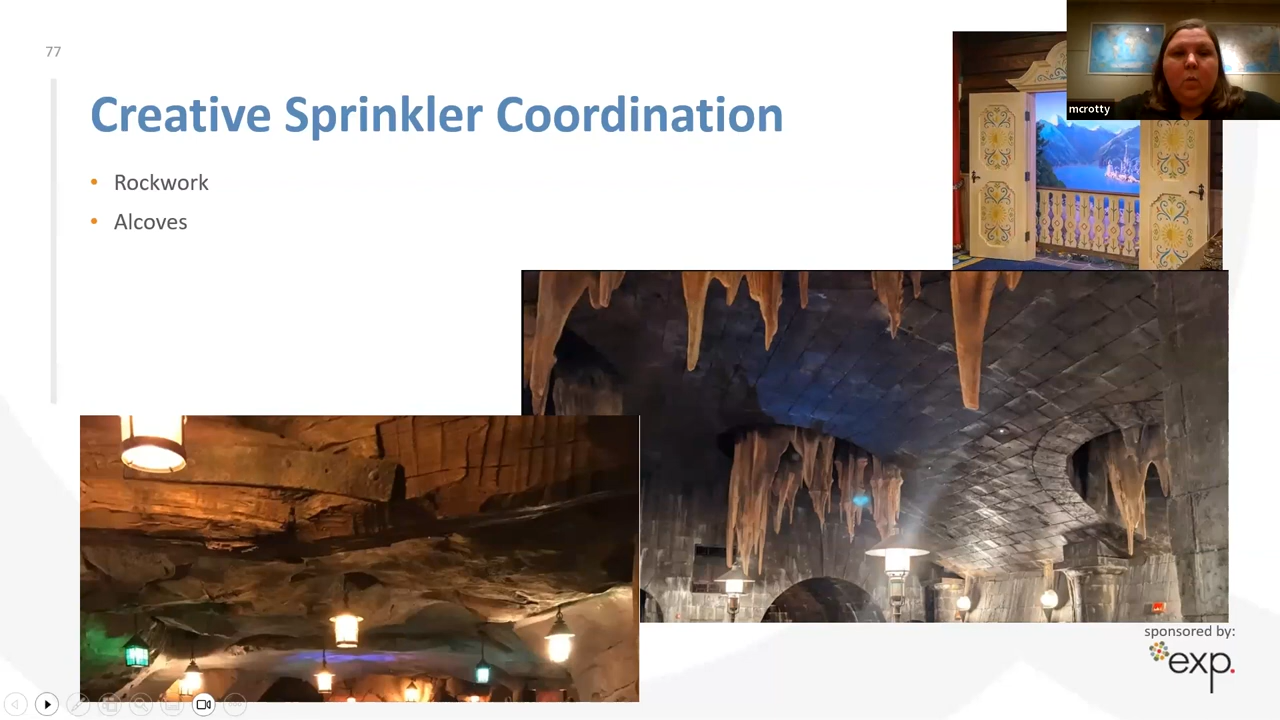 77
mcrotty
Creative Sprinkler Coordination
• Rockwork
• Alcoves
sponsored by:
exp.